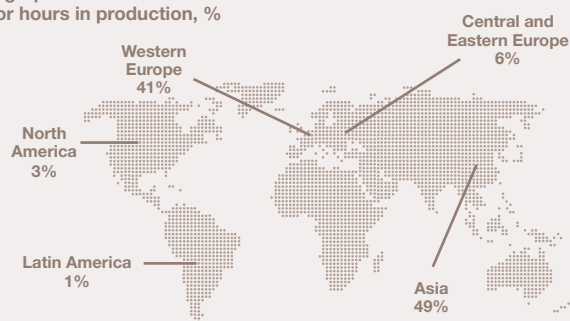 or hours in production, %
Central and
Eastern Europe
6%
Western
Europe
41%
North
America
3%
Latin America
1%
Asia
49%